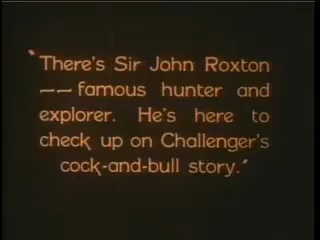 "There's Sir John Roxton
-- famous hunter and
explorer. He's here to
check up on Challenger's
cock-and-bull story."